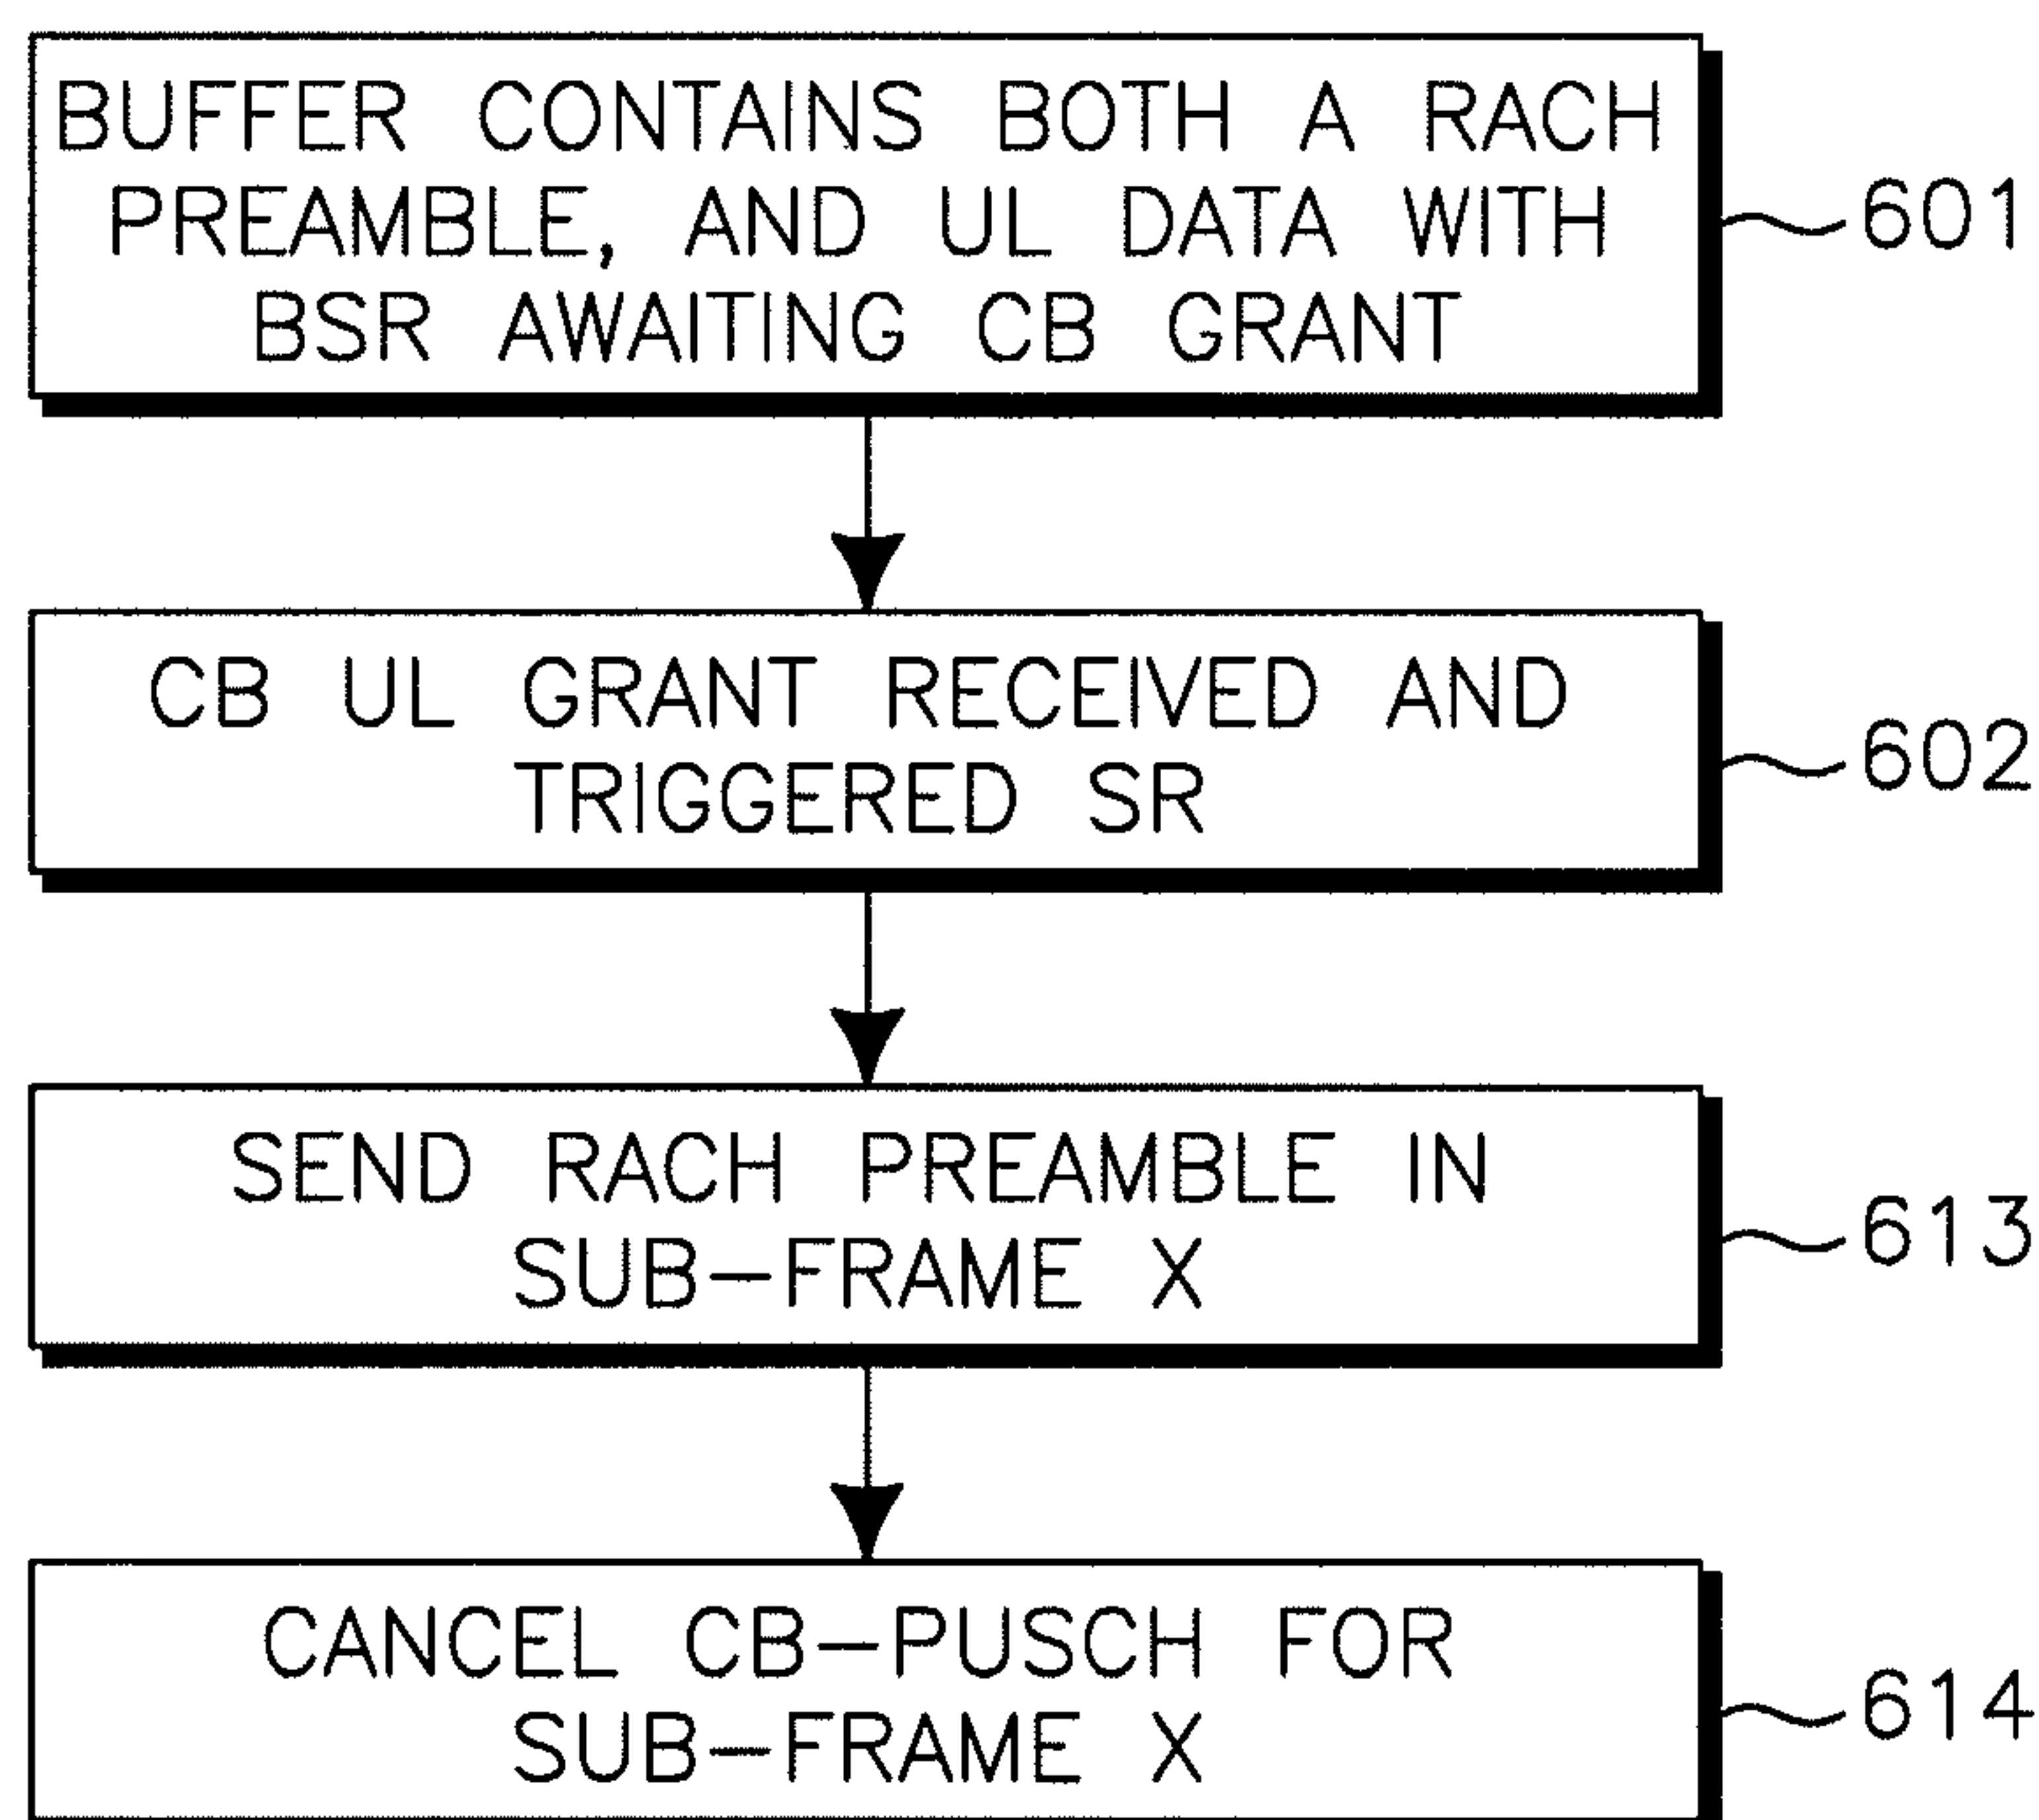 BUFFER CONTAINS BOTH A RACH
PREAMBLE, AND UL DATA WITH
BSR AWAITING CB GRANT
601
CB UL GRANT RECEIVED AND
TRIGGERED SR
602
SEND RACH PREAMBLE IN
SUB-FRAME X
613
CANCEL CB-PUSCH FOR
SUB-FRAME X
614